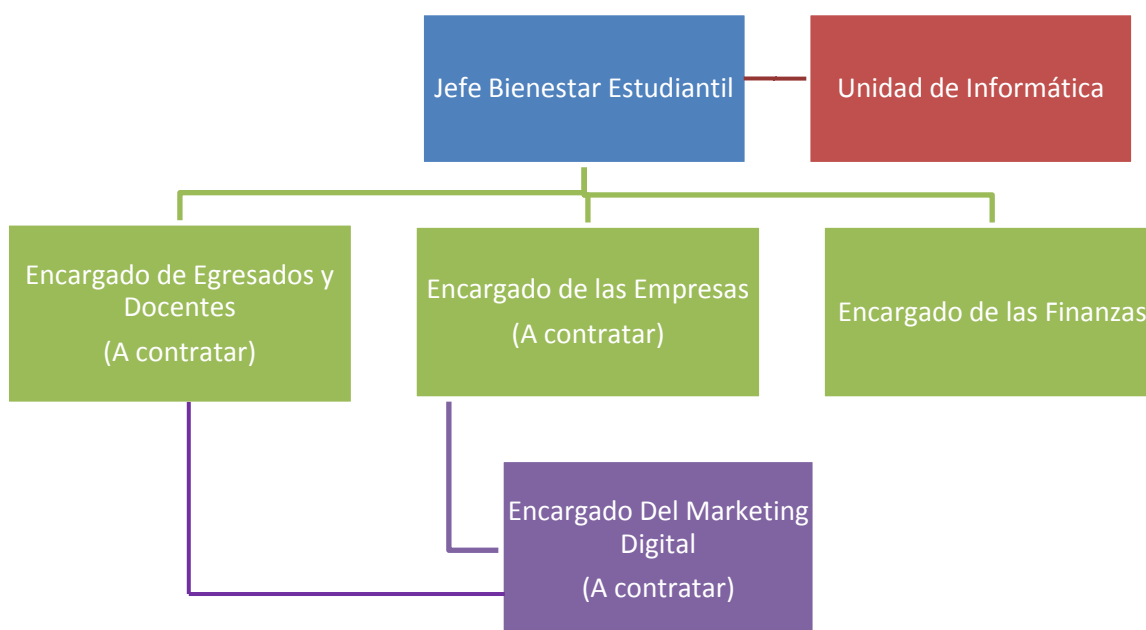 Jefe Bienestar Estudiantil
Unidad de Informática
Encargado de Egresados y
Docentes
(A contratar)
Encargado de las Empresas
(A contratar)
Encargado de las Finanzas
Encargado Del Marketing
Digital
(A contratar)